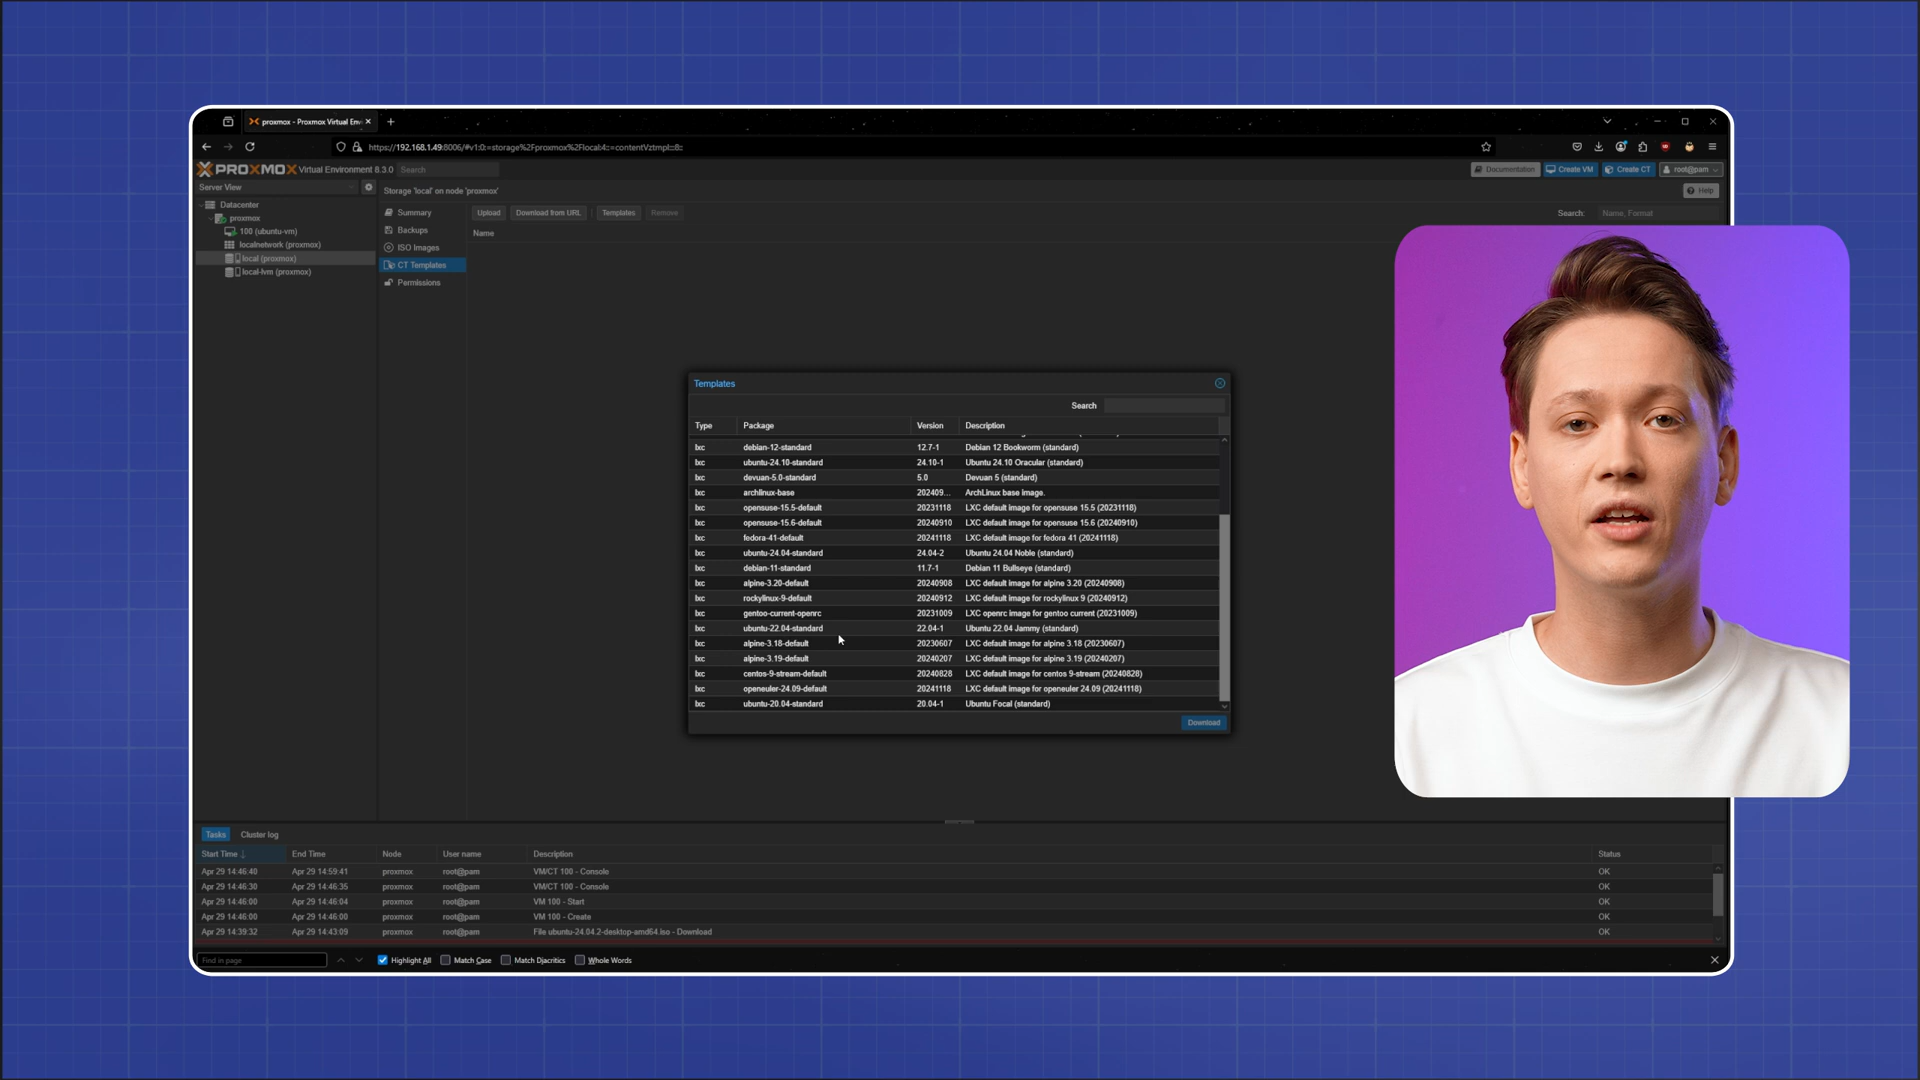 proxmox - Proxmox Virtual Env
https://192.168.1.49:8006/#v1:0:=storage%2Fproxmox%2Flocal:4::=contentVztmpl:::8::
PROXMOX Virtual Environment 8.3.0 Search
Documentation Create VM Create CT root@pam
Server View
Storage 'local' on node 'proxmox'
Help
Datacenter
proxmox
100 (ubuntu-vm)
localnetwork (proxmox)
local (proxmox)
local-lvm (proxmox)
Summary
Backups
ISO Images
CT Templates
Permissions
Upload Download from URL Templates Remove
Search: Name, Format
Name
Templates
Search
Type Package Version Description
lxc debian-12-standard 12.7-1 Debian 12 Bookworm (standard)
lxc ubuntu-24.10-standard 24.10-1 Ubuntu 24.10 Oracular (standard)
lxc devuan-5.0-standard 5.0 Devuan 5 (standard)
lxc archlinux-base 202409... ArchLinux base image.
lxc opensuse-15.5-default 20231118 LXC default image for opensuse 15.5 (20231118)
lxc opensuse-15.6-default 20240910 LXC default image for opensuse 15.6 (20240910)
lxc fedora-41-default 20241118 LXC default image for fedora 41 (20241118)
lxc ubuntu-24.04-standard 24.04-2 Ubuntu 24.04 Noble (standard)
lxc debian-11-standard 11.7-1 Debian 11 Bullseye (standard)
lxc alpine-3.20-default 20240908 LXC default image for alpine 3.20 (20240908)
lxc rockylinux-9-default 20240912 LXC default image for rockylinux 9 (20240912)
lxc gentoo-current-openrc 20231009 LXC openrc image for gentoo current (20231009)
lxc ubuntu-22.04-standard 22.04-1 Ubuntu 22.04 Jammy (standard)
lxc alpine-3.18-default 20230607 LXC default image for alpine 3.18 (20230607)
lxc alpine-3.19-default 20240207 LXC default image for alpine 3.19 (20240207)
lxc centos-9-stream-default 20240828 LXC default image for centos 9-stream (20240828)
lxc openeuler-24.09-default 20241118 LXC default image for openeuler 24.09 (20241118)
lxc ubuntu-20.04-standard 20.04-1 Ubuntu Focal (standard)
Download
Tasks Cluster log
Start Time End Time Node User name Description Status
Apr 29 14:46:40 Apr 29 14:59:41 proxmox root@pam VM/CT 100 - Console OK
Apr 29 14:46:30 Apr 29 14:46:35 proxmox root@pam VM/CT 100 - Console OK
Apr 29 14:46:00 Apr 29 14:46:04 proxmox root@pam VM 100 - Start OK
Apr 29 14:46:00 Apr 29 14:46:00 proxmox root@pam VM 100 - Create OK
Apr 29 14:39:32 Apr 29 14:43:09 proxmox root@pam File ubuntu-24.04.2-desktop-amd64.iso - Download OK
Find in page Highlight All Match Case Match Diacritics Whole Words